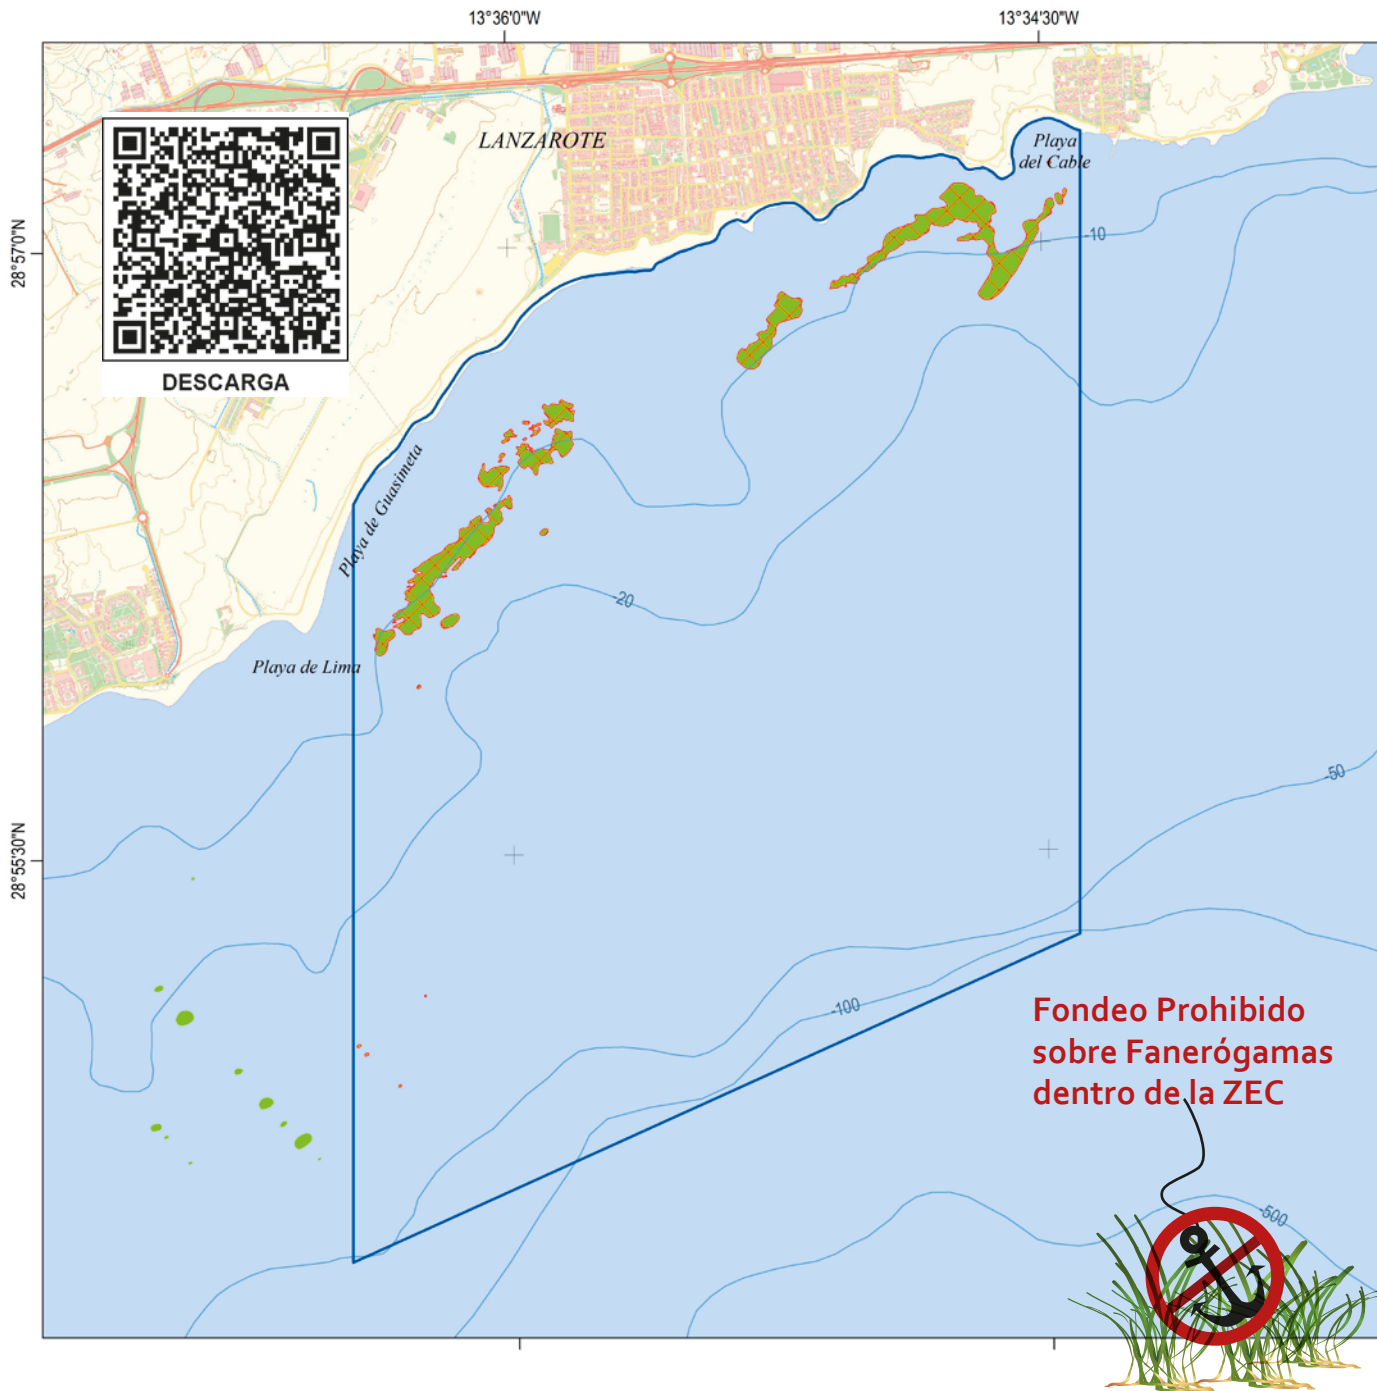 13°36'0"W
13°34'30"W
28°57'0"N
28°55'30"N
LANZAROTE
Playa
del Cable
DESCARGA
Playa de Guasimeta
Playa de Lima
-10
-20
-50
-100
-500
Fondeo Prohibido
sobre Fanerógamas
dentro de la ZEC